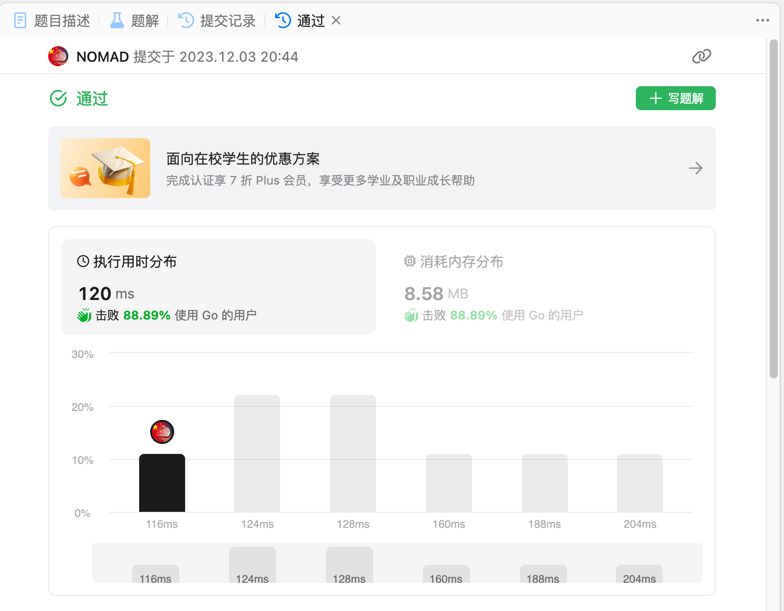 题目描述 题解 提交记录 通过
NOMAD 提交于 2023.12.03 20:44
通过 写题解
面向在校学生的优惠方案
完成认证享 7 折 Plus 会员，享受更多学业及职业成长帮助
执行用时分布 消耗内存分布
120 ms 8.58 MB
击败 88.89% 使用 Go 的用户 击败 88.89% 使用 Go 的用户
30%
20%
10%
0%
116ms 124ms 128ms 160ms 188ms 204ms
116ms 124ms 128ms 160ms 188ms 204ms